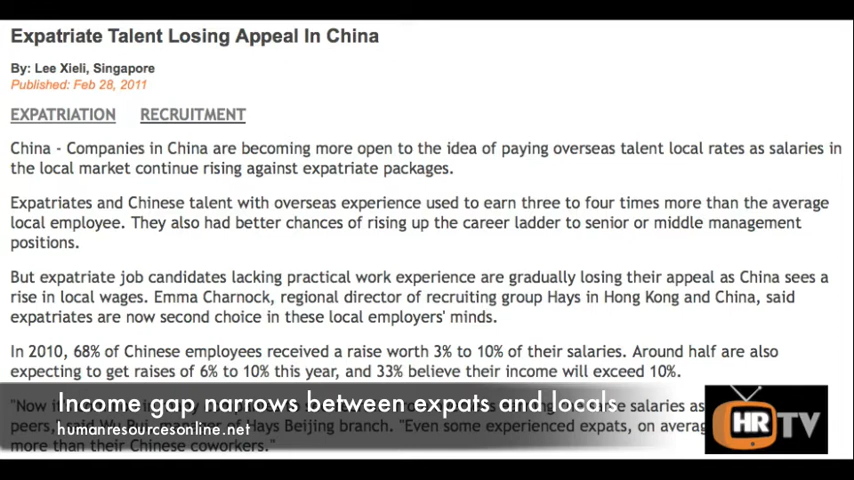 Expatriate Talent Losing Appeal In China
By: Lee Xieli, Singapore
Published: Feb 28, 2011
EXPATRIATION RECRUITMENT
China - Companies in China are becoming more open to the idea of paying overseas talent local rates as salaries in
the local market continue rising against expatriate packages.
Expatriates and Chinese talent with overseas experience used to earn three to four times more than the average
local employee. They also had better chances of rising up the career ladder to senior or middle management
positions.
But expatriate job candidates lacking practical work experience are gradually losing their appeal as China sees a
rise in local wages. Emma Charnock, regional director of recruiting group Hays in Hong Kong and China, said
expatriates are now second choice in these local employers' minds.
In 2010, 68% of Chinese employees received a raise worth 3% to 10% of their salaries. Around half are also
expecting to get raises of 6% to 10% this year, and 33% believe their income will exceed 10%.
"Now salaries as
Income gap narrows between expats and locals
peers, said Wu Rui, manager of Hays Beijing branch. "Even some experienced expats, on
humanresourcesonline.net
more than their Chinese coworkers."
HR TV